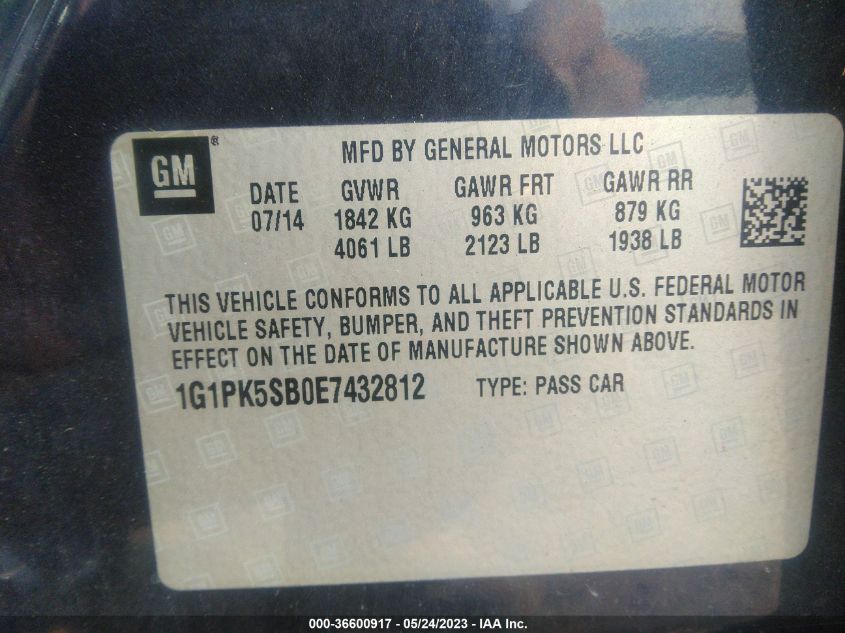 GM ®
MFD BY GENERAL MOTORS LLC
DATE GVWR GAWR FRT GAWR RR
07/14 1842 KG 963 KG 879 KG
4061 LB 2123 LB 1938 LB
THIS VEHICLE CONFORMS TO ALL APPLICABLE U.S. FEDERAL MOTOR
VEHICLE SAFETY, BUMPER, AND THEFT PREVENTION STANDARDS IN
EFFECT ON THE DATE OF MANUFACTURE SHOWN ABOVE.
1G1PK5SB0E7432812 TYPE: PASS CAR
000-36600917 - 05/24/2023 - IAA Inc.